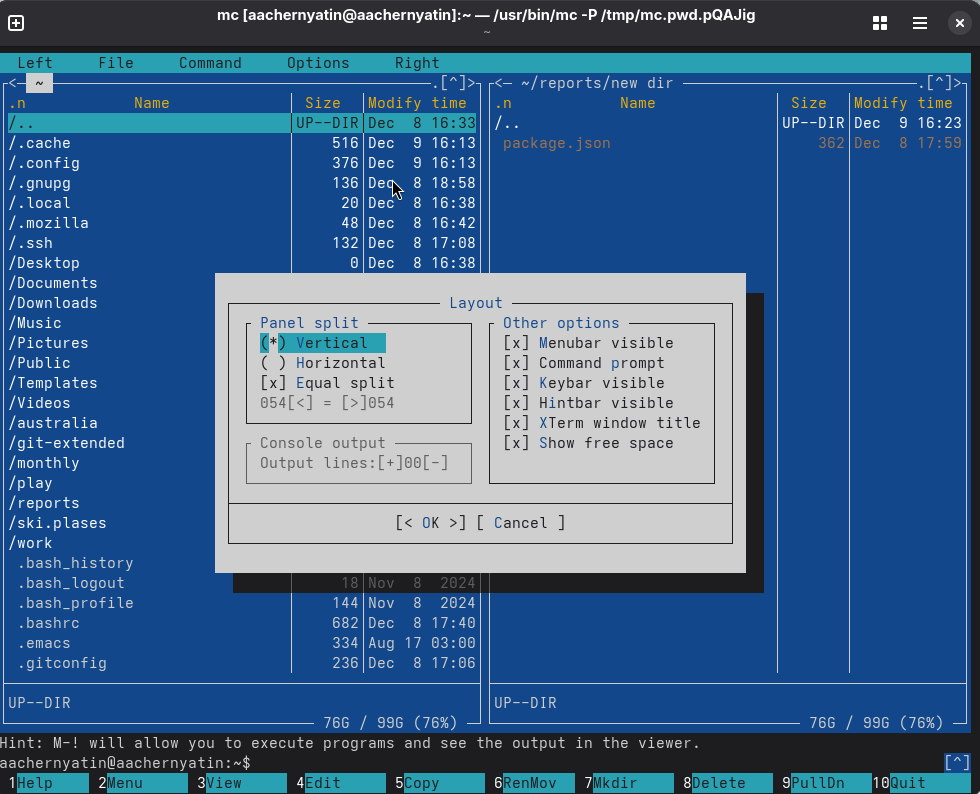 mc [aachernyatin@aachernyatin]:~ — /usr/bin/mc -P /tmp/mc.pwd.pQAJig
~
Left File Command Options Right
<─ ~ .[^]> <─ ~/reports/new dir .[^]>
.n Name Size Modify time .n Name Size Modify time
/.. UP--DIR Dec 8 16:33 /.. UP--DIR Dec 9 16:23
/.cache 516 Dec 9 16:13 package.json 362 Dec 8 17:59
/.config 376 Dec 9 16:13
/.gnupg 136 Dec 8 18:58
/.local 20 Dec 8 16:38
/.mozilla 48 Dec 8 16:42
/.ssh 132 Dec 8 17:08
/Desktop 0 Dec 8 16:38
/Documents
/Downloads
/Music
/Pictures
/Public
/Templates
/Videos
/australia
/git-extended
/monthly
/play
/reports
/ski.plases
/work
.bash_history
.bash_logout 18 Nov 8 2024
.bash_profile 144 Nov 8 2024
.bashrc 682 Dec 8 17:40
.emacs 334 Aug 17 03:00
.gitconfig 236 Dec 8 17:06
Layout
Panel split
(*) Vertical
( ) Horizontal
[x] Equal split
054[<] = [>]054
Console output
Output lines:[+]00[-]
Other options
[x] Menubar visible
[x] Command prompt
[x] Keybar visible
[x] Hintbar visible
[x] XTerm window title
[x] Show free space
[< OK >] [ Cancel ]
UP--DIR UP--DIR
76G / 99G (76%) 76G / 99G (76%)
Hint: M-! will allow you to execute programs and see the output in the viewer.
aachernyatin@aachernyatin:~$ [^]
1Help 2Menu 3View 4Edit 5Copy 6RenMov 7Mkdir 8Delete 9PullDn 10Quit